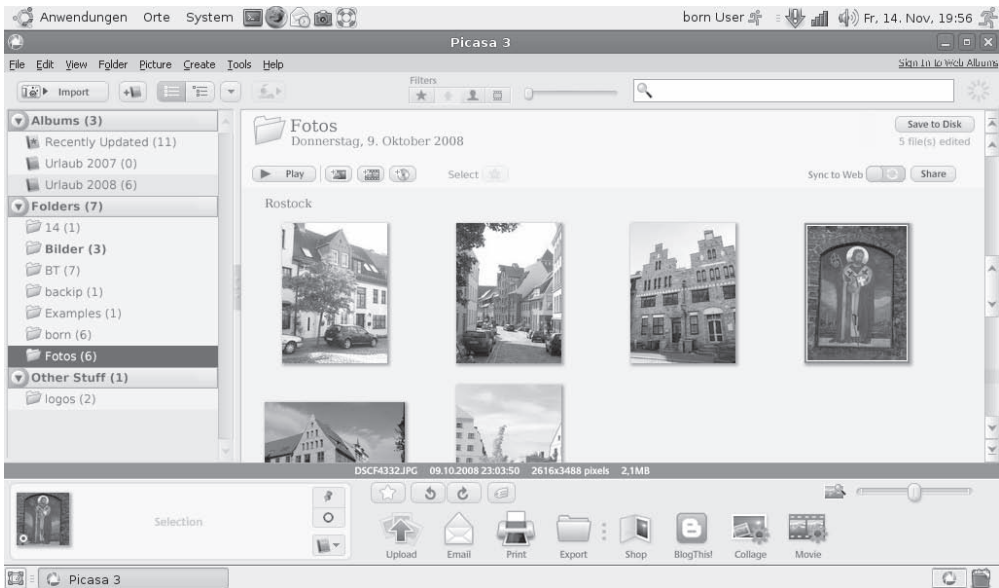 Anwendungen Orte System born User Fr, 14. Nov, 19:56
Picasa 3
File Edit View Folder Picture Create Tools Help Sign In to Web Albums
Filters
Import
Albums (3)
Recently Updated (11)
Urlaub 2007 (0)
Urlaub 2008 (6)
Folders (7)
14 (1)
Bilder (3)
BT (7)
backip (1)
Examples (1)
born (6)
Fotos (6)
Other Stuff (1)
logos (2)
Fotos
Donnerstag, 9. Oktober 2008
Save to Disk
5 file(s) edited
Play Select Sync to Web Share
Rostock
DSCF4332.JPG 09.10.2008 23:03:50 2616x3488 pixels 2,1MB
Selection
Upload Email Print Export Shop BlogThis! Collage Movie
Picasa 3